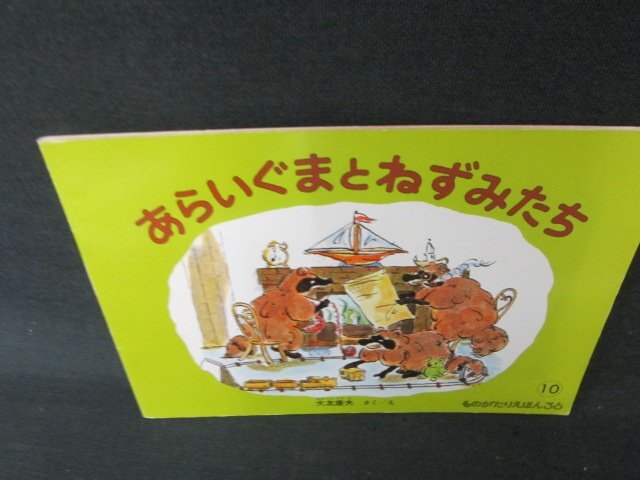 あらいぐまとねずみたち
大友康夫 さく/え
10
ものがたりえほん36